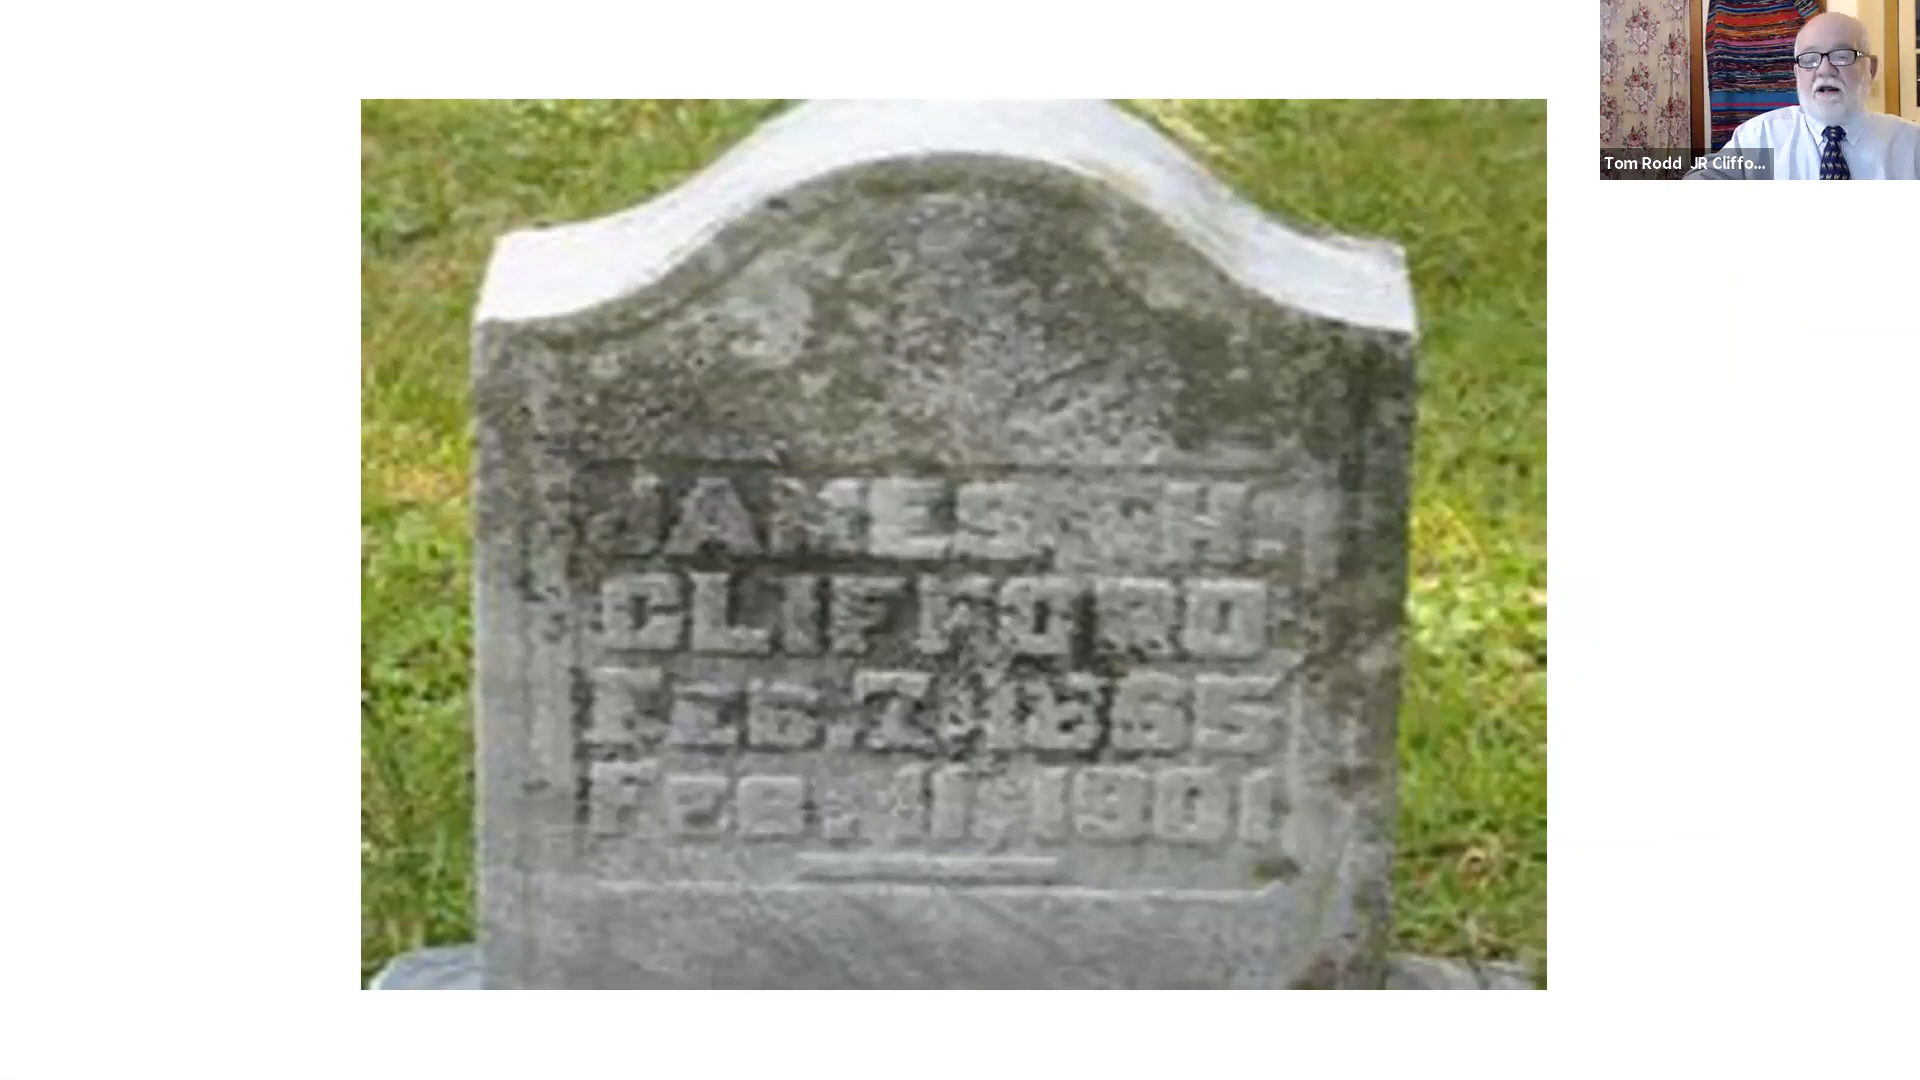 Tom Rodd JR Cliffo...
JAMES H.
CLIFFORD
FEB. 7, 1865
FEB. 11, 1901.